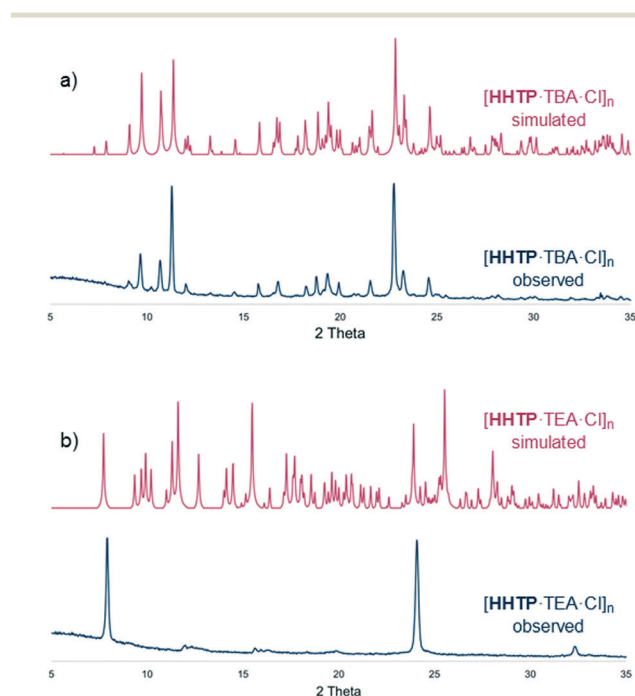 a)
[HHTP·TBA·Cl]n
simulated
[HHTP·TBA·Cl]n
observed
5 10 15 20 25 30 35
2 Theta
b)
[HHTP·TEA·Cl]n
simulated
[HHTP·TEA·Cl]n
observed
5 10 15 20 25 30 35
2 Theta